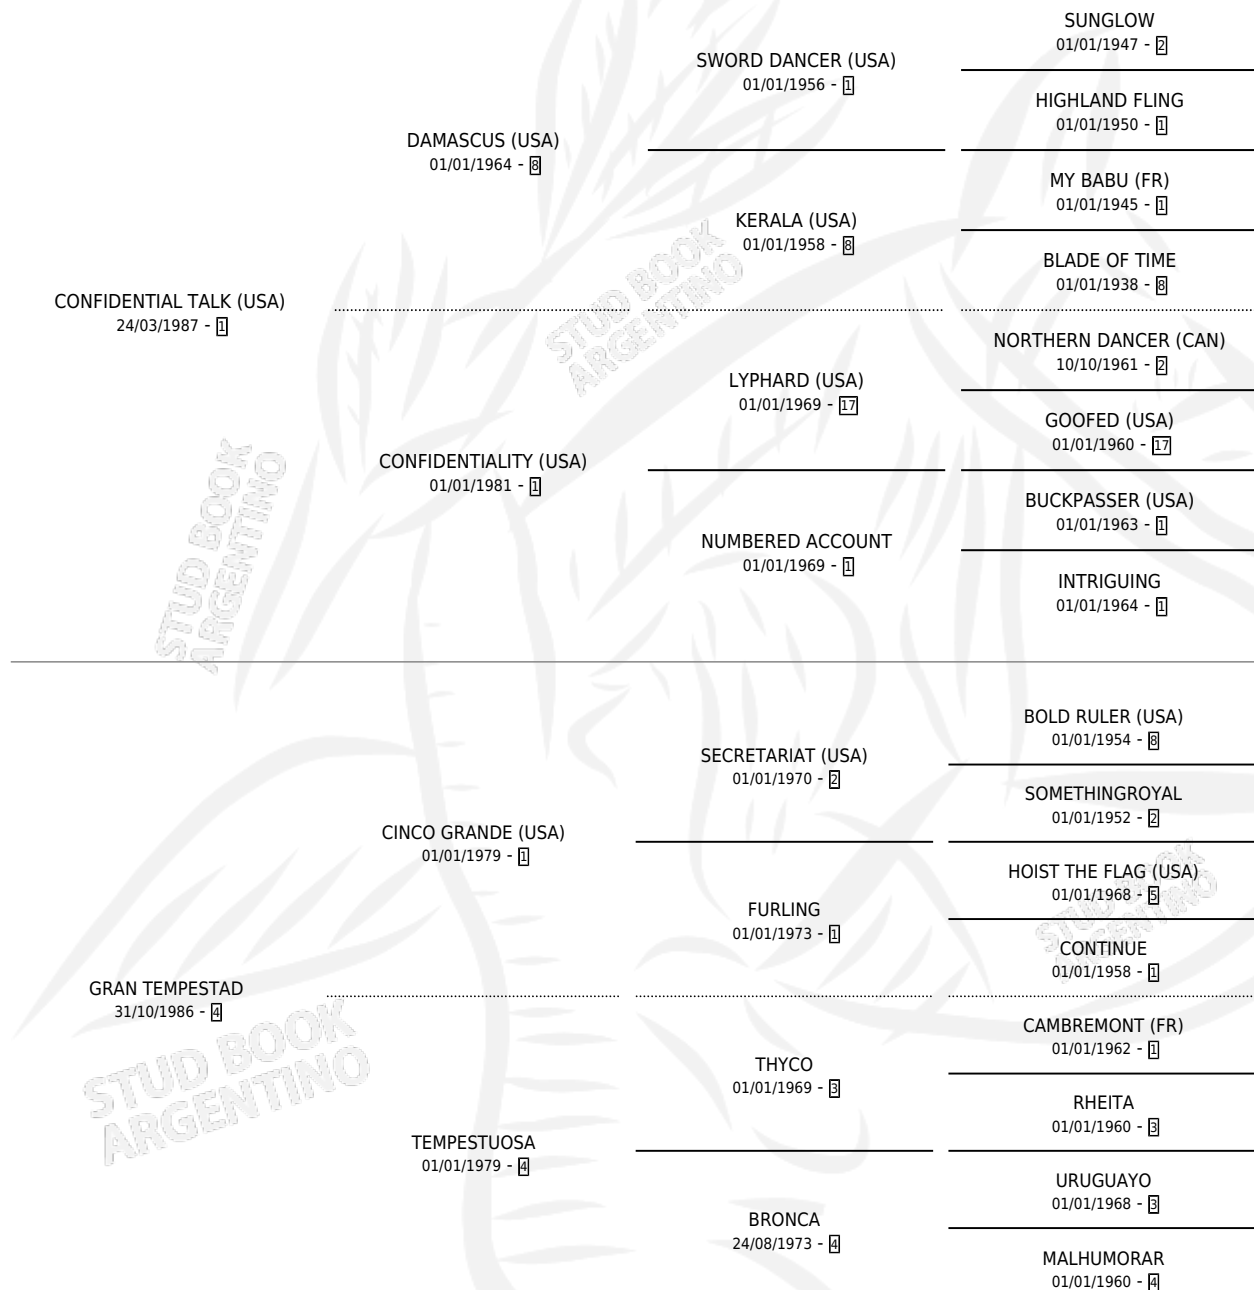 SUNGLOW
01/01/1947 - 2
SWORD DANCER (USA)
01/01/1956 - 1
HIGHLAND FLING
01/01/1950 - 1
DAMASCUS (USA)
01/01/1964 - 8
MY BABU (FR)
01/01/1945 - 1
KERALA (USA)
01/01/1958 - 8
BLADE OF TIME
01/01/1938 - 8
CONFIDENTIAL TALK (USA)
24/03/1987 - 1
NORTHERN DANCER (CAN)
10/10/1961 - 2
LYPHARD (USA)
01/01/1969 - 17
GOOFED (USA)
01/01/1960 - 17
CONFIDENTIALITY (USA)
01/01/1981 - 1
BUCKPASSER (USA)
01/01/1963 - 1
NUMBERED ACCOUNT
01/01/1969 - 1
INTRIGUING
01/01/1964 - 1
STUD BOOK
ARGENTINO
STUD BOOK
ARGENTINO
BOLD RULER (USA)
01/01/1954 - 8
SECRETARIAT (USA)
01/01/1970 - 2
SOMETHINGROYAL
01/01/1952 - 2
CINCO GRANDE (USA)
01/01/1979 - 1
HOIST THE FLAG (USA)
01/01/1968 - 5
FURLING
01/01/1973 - 1
CONTINUE
01/01/1958 - 1
STUD BOOK
ARGENTINO
GRAN TEMPESTAD
31/10/1986 - 4
CAMBREMONT (FR)
01/01/1962 - 1
THYCO
01/01/1969 - 3
RHEITA
01/01/1960 - 3
STUD BOOK
ARGENTINO
TEMPESTUOSA
01/01/1979 - 4
URUGUAYO
01/01/1968 - 3
BRONCA
24/08/1973 - 4
MALHUMORAR
01/01/1960 - 4